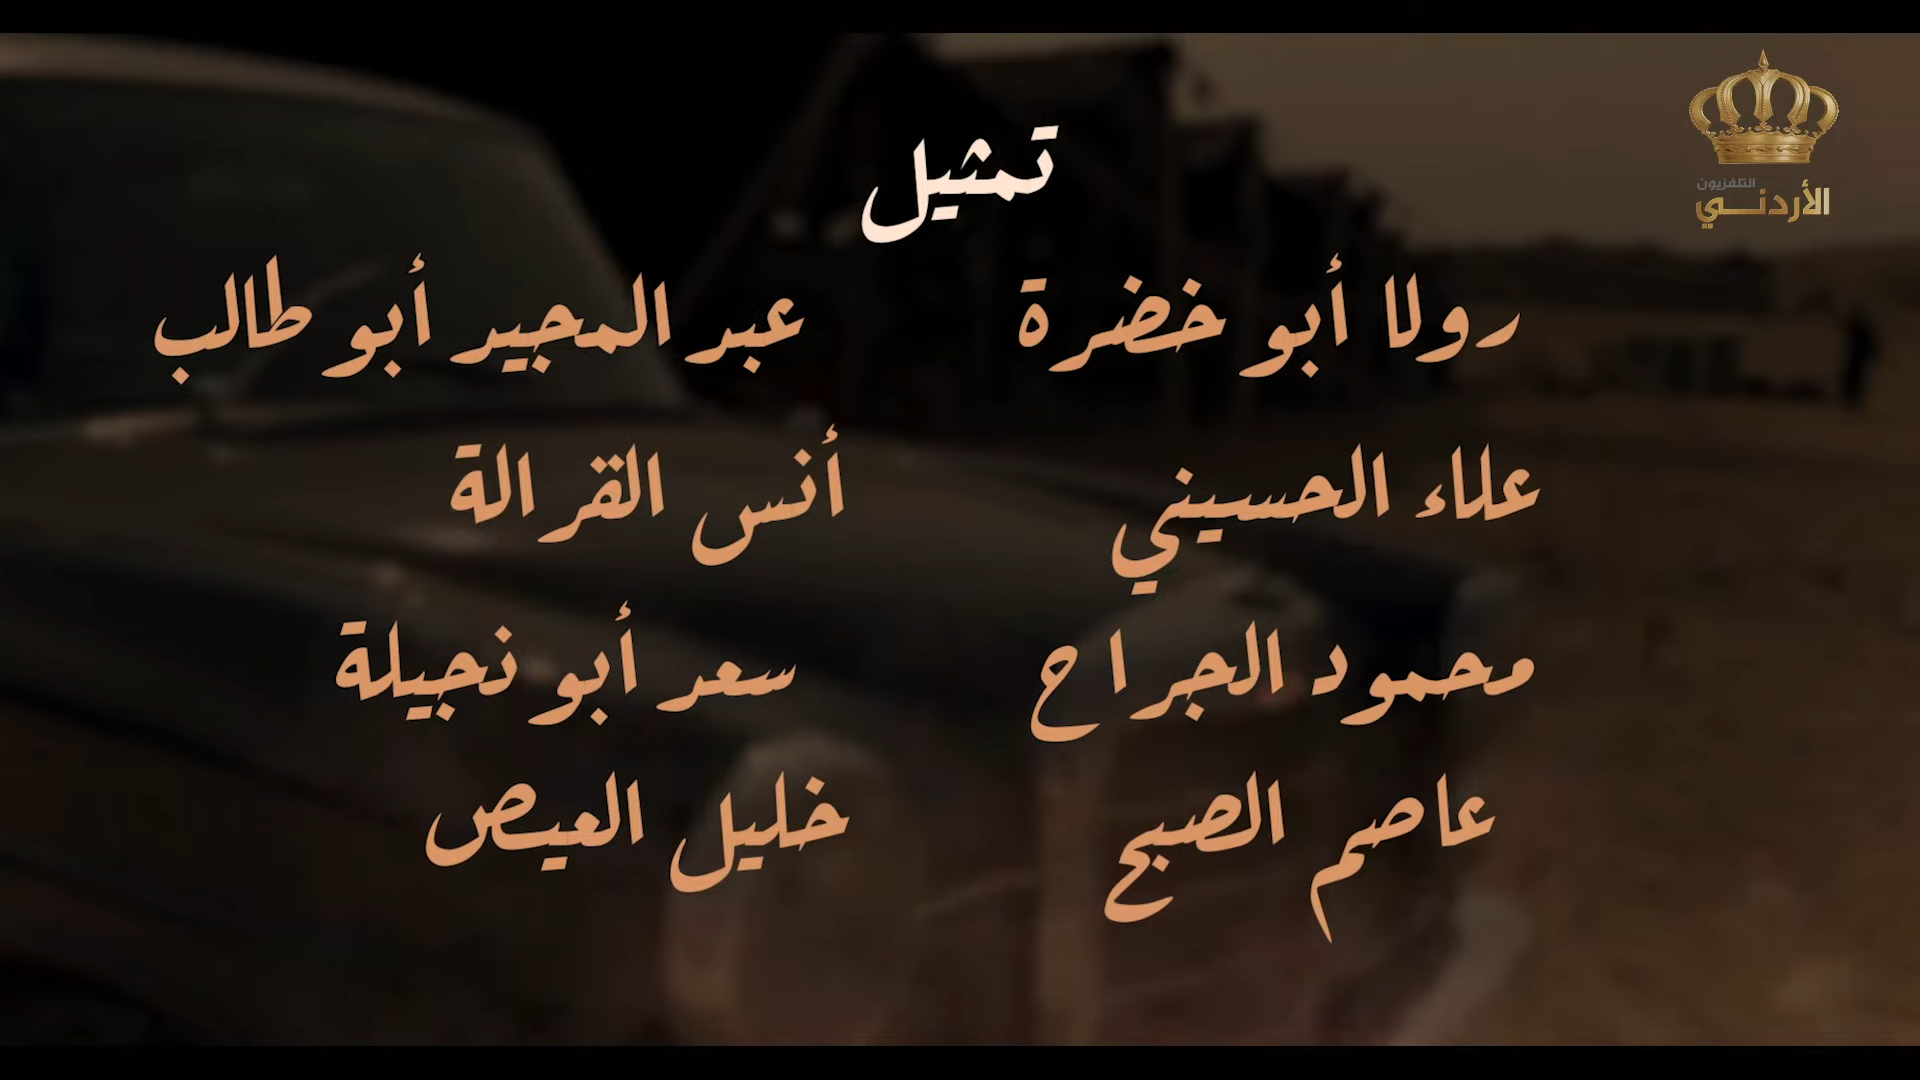 التلفزيون
الأردني
تمثيل
رولا أبو خضرة عبد المجيد أبو طالب
علاء الحسيني أنس القرالة
محمود الجراح سعد أبو نجيلة
عاصم الصبح خليل العيص